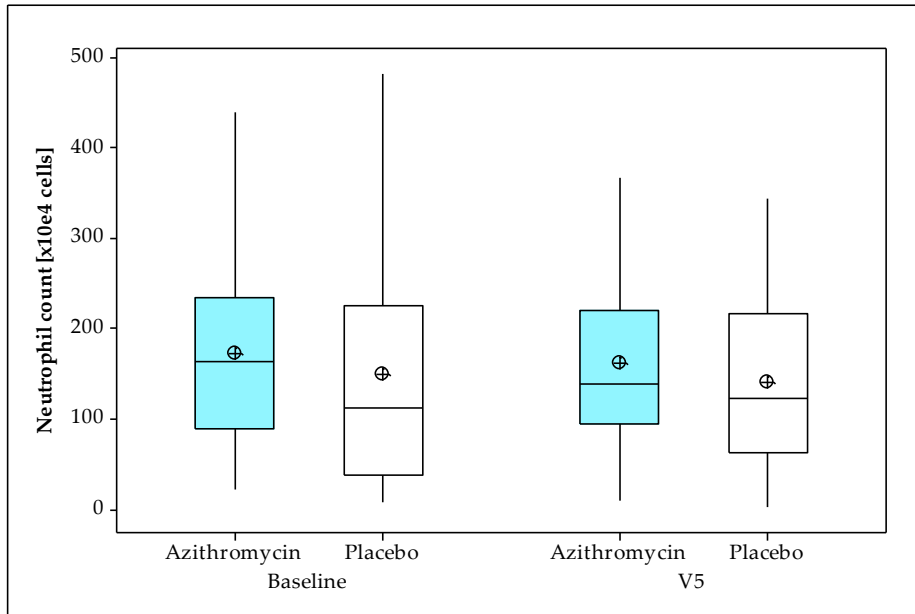 Neutrophil count [x10e4 cells]
500
400
300
200
100
0
Azithromycin Placebo Azithromycin Placebo
Baseline V5